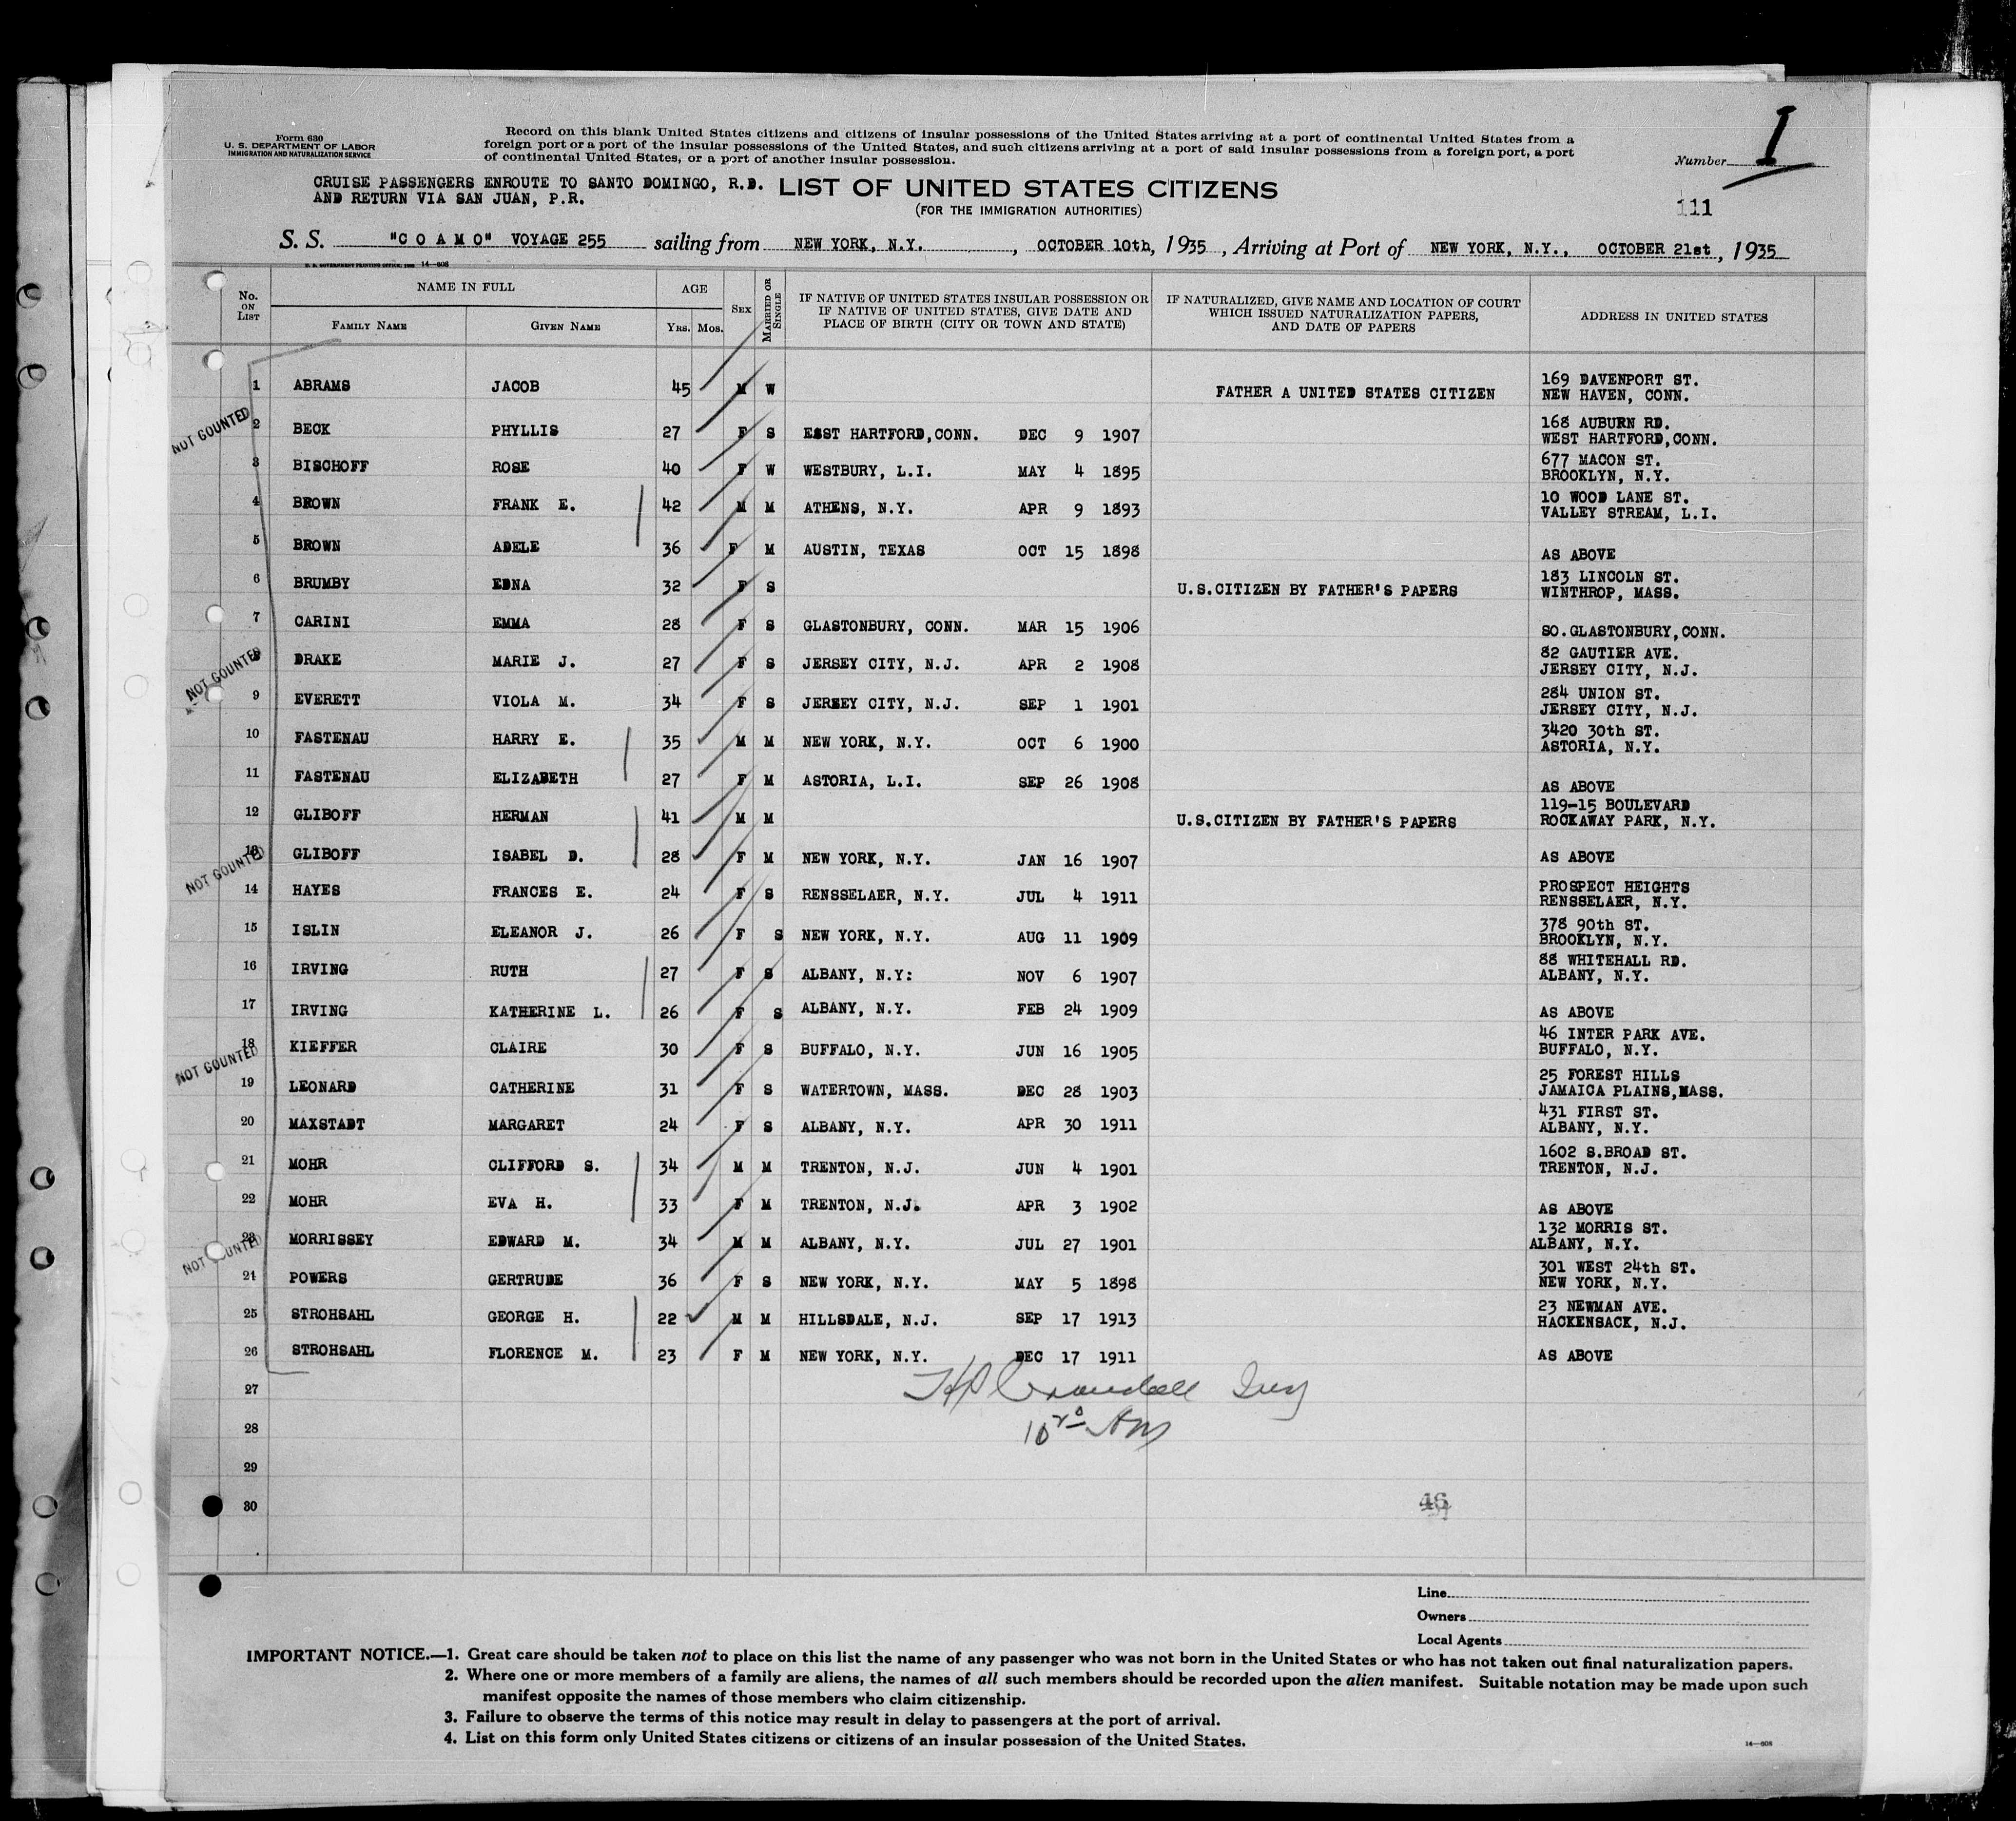 Form 630
U. S. DEPARTMENT OF LABOR
IMMIGRATION AND NATURALIZATION SERVICE
Record on this blank United States citizens and citizens of insular possessions of the United States arriving at a port of continental United States from a
foreign port or a port of the insular possessions of the United States, and such citizens arriving at a port of said insular possessions from a foreign port, a port
of continental United States, or a port of another insular possession.
Number 1
CRUISE PASSENGERS ENROUTE TO SANTO DOMINGO, R.D.
AND RETURN VIA SAN JUAN, P.R.
LIST OF UNITED STATES CITIZENS
(FOR THE IMMIGRATION AUTHORITIES)
111
S. S. "C O A M O" VOYAGE 255 sailing from NEW YORK, N.Y. , OCTOBER 10th, 1935 , Arriving at Port of NEW YORK, N.Y., OCTOBER 21st , 1935
14—608
No. ON LIST
NAME IN FULL
FAMILY NAME
GIVEN NAME
AGE
YRS. MOS.
SEX
MARRIED OR SINGLE
IF NATIVE OF UNITED STATES INSULAR POSSESSION OR
IF NATIVE OF UNITED STATES, GIVE DATE AND
PLACE OF BIRTH (CITY OR TOWN AND STATE)
IF NATURALIZED, GIVE NAME AND LOCATION OF COURT
WHICH ISSUED NATURALIZATION PAPERS,
AND DATE OF PAPERS
ADDRESS IN UNITED STATES
1 ABRAMS JACOB 45 M W FATHER A UNITED STATES CITIZEN 169 DAVENPORT ST.
NEW HAVEN, CONN.
NOT COUNTED
2 BECK PHYLLIS 27 F S EAST HARTFORD,CONN. DEC 9 1907 168 AUBURN RD.
WEST HARTFORD,CONN.
3 BISCHOFF ROSE 40 F W WESTBURY, L.I. MAY 4 1895 677 MACON ST.
BROOKLYN, N.Y.
4 BROWN FRANK E. 42 M M ATHENS, N.Y. APR 9 1893 10 WOOD LANE ST.
VALLEY STREAM, L.I.
5 BROWN ADELE 36 F M AUSTIN, TEXAS OCT 15 1898 AS ABOVE
6 BRUMBY EDNA 32 F S U.S.CITIZEN BY FATHER'S PAPERS 183 LINCOLN ST.
WINTHROP, MASS.
7 CARINI EMMA 28 F S GLASTONBURY, CONN. MAR 15 1906 SO.GLASTONBURY,CONN.
NOT COUNTED
8 DRAKE MARIE J. 27 F S JERSEY CITY, N.J. APR 2 1908 82 GAUTIER AVE.
JERSEY CITY, N.J.
9 EVERETT VIOLA M. 34 F S JERSEY CITY, N.J. SEP 1 1901 284 UNION ST.
JERSEY CITY, N.J.
10 FASTENAU HARRY E. 35 M M NEW YORK, N.Y. OCT 6 1900 3420 30th ST.
ASTORIA, N.Y.
11 FASTENAU ELIZABETH 27 F M ASTORIA, L.I. SEP 26 1908 AS ABOVE
12 GLIBOFF HERMAN 41 M M U.S.CITIZEN BY FATHER'S PAPERS 119-15 BOULEVARD
ROCKAWAY PARK, N.Y.
NOT COUNTED
13 GLIBOFF ISABEL D. 28 F M NEW YORK, N.Y. JAN 16 1907 AS ABOVE
14 HAYES FRANCES E. 24 F S RENSSELAER, N.Y. JUL 4 1911 PROSPECT HEIGHTS
RENSSELAER, N.Y.
15 ISLIN ELEANOR J. 26 F S NEW YORK, N.Y. AUG 11 1909 378 90th ST.
BROOKLYN, N.Y.
16 IRVING RUTH 27 F S ALBANY, N.Y: NOV 6 1907 88 WHITEHALL RD.
ALBANY, N.Y.
17 IRVING KATHERINE L. 26 F S ALBANY, N.Y. FEB 24 1909 AS ABOVE
NOT COUNTED
18 KIEFFER CLAIRE 30 F S BUFFALO, N.Y. JUN 16 1905 46 INTER PARK AVE.
BUFFALO, N.Y.
19 LEONARD CATHERINE 31 F S WATERTOWN, MASS. DEC 28 1903 25 FOREST HILLS
JAMAICA PLAINS,MASS.
20 MAXSTADT MARGARET 24 F S ALBANY, N.Y. APR 30 1911 431 FIRST ST.
ALBANY, N.Y.
21 MOHR CLIFFORD S. 34 M M TRENTON, N.J. JUN 4 1901 1602 S.BROAD ST.
TRENTON, N.J.
22 MOHR EVA H. 33 F M TRENTON, N.J. APR 3 1902 AS ABOVE
NOT COUNTED
23 MORRISSEY EDWARD M. 34 M M ALBANY, N.Y. JUL 27 1901 132 MORRIS ST.
ALBANY, N.Y.
24 POWERS GERTRUDE 36 F S NEW YORK, N.Y. MAY 5 1898 301 WEST 24th ST.
NEW YORK, N.Y.
25 STROHSAHL GEORGE H. 22 M M HILLSDALE, N.J. SEP 17 1913 23 NEWMAN AVE.
HACKENSACK, N.J.
26 STROHSAHL FLORENCE M. 23 F M NEW YORK, N.Y. DEC 17 1911 AS ABOVE
27
28
29
30
46
Line
Owners
Local Agents
IMPORTANT NOTICE.—1. Great care should be taken not to place on this list the name of any passenger who was not born in the United States or who has not taken out final naturalization papers.
2. Where one or more members of a family are aliens, the names of all such members should be recorded upon the alien manifest. Suitable notation may be made upon such
manifest opposite the names of those members who claim citizenship.
3. Failure to observe the terms of this notice may result in delay to passengers at the port of arrival.
4. List on this form only United States citizens or citizens of an insular possession of the United States.
14—608